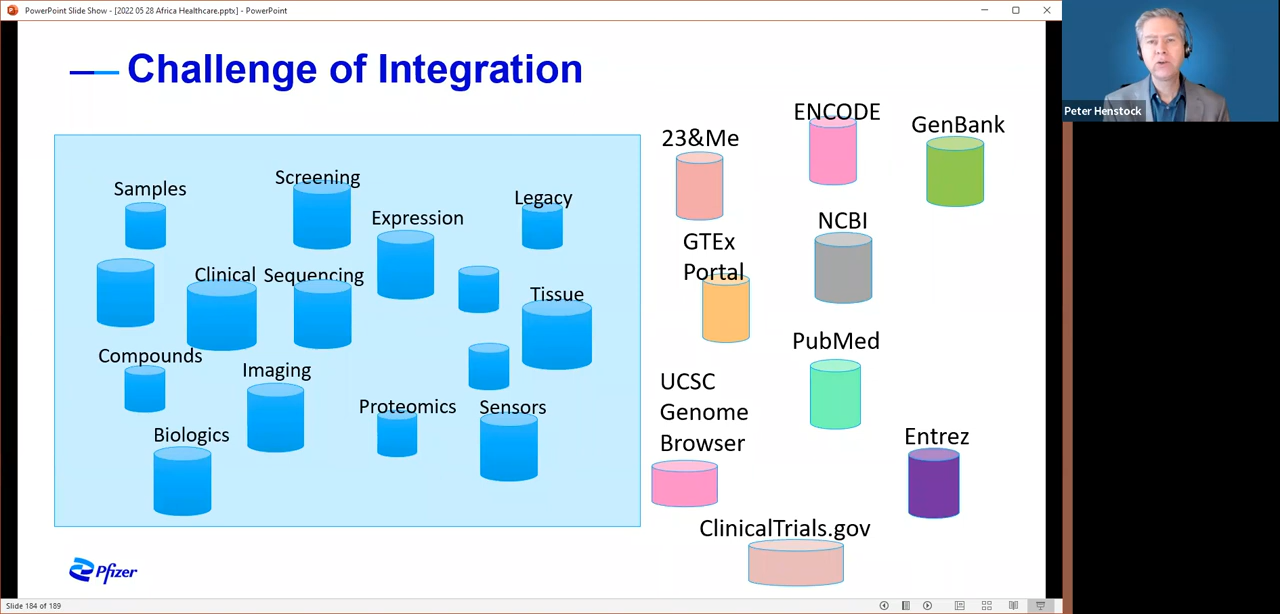 PowerPoint Slide Show - [2022 05 28 Africa Healthcare.pptx] - PowerPoint
Peter Henstock
Challenge of Integration
Samples
Screening
Expression
Legacy
Clinical
Sequencing
Tissue
Compounds
Imaging
Proteomics
Sensors
Biologics
23&Me
ENCODE
GenBank
GTEx
Portal
NCBI
PubMed
UCSC
Genome
Browser
Entrez
ClinicalTrials.gov
Pfizer
Slide 184 of 189